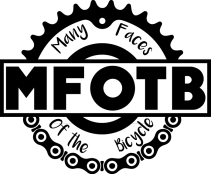 Many Faces
MFOTB
Of the Bicycle